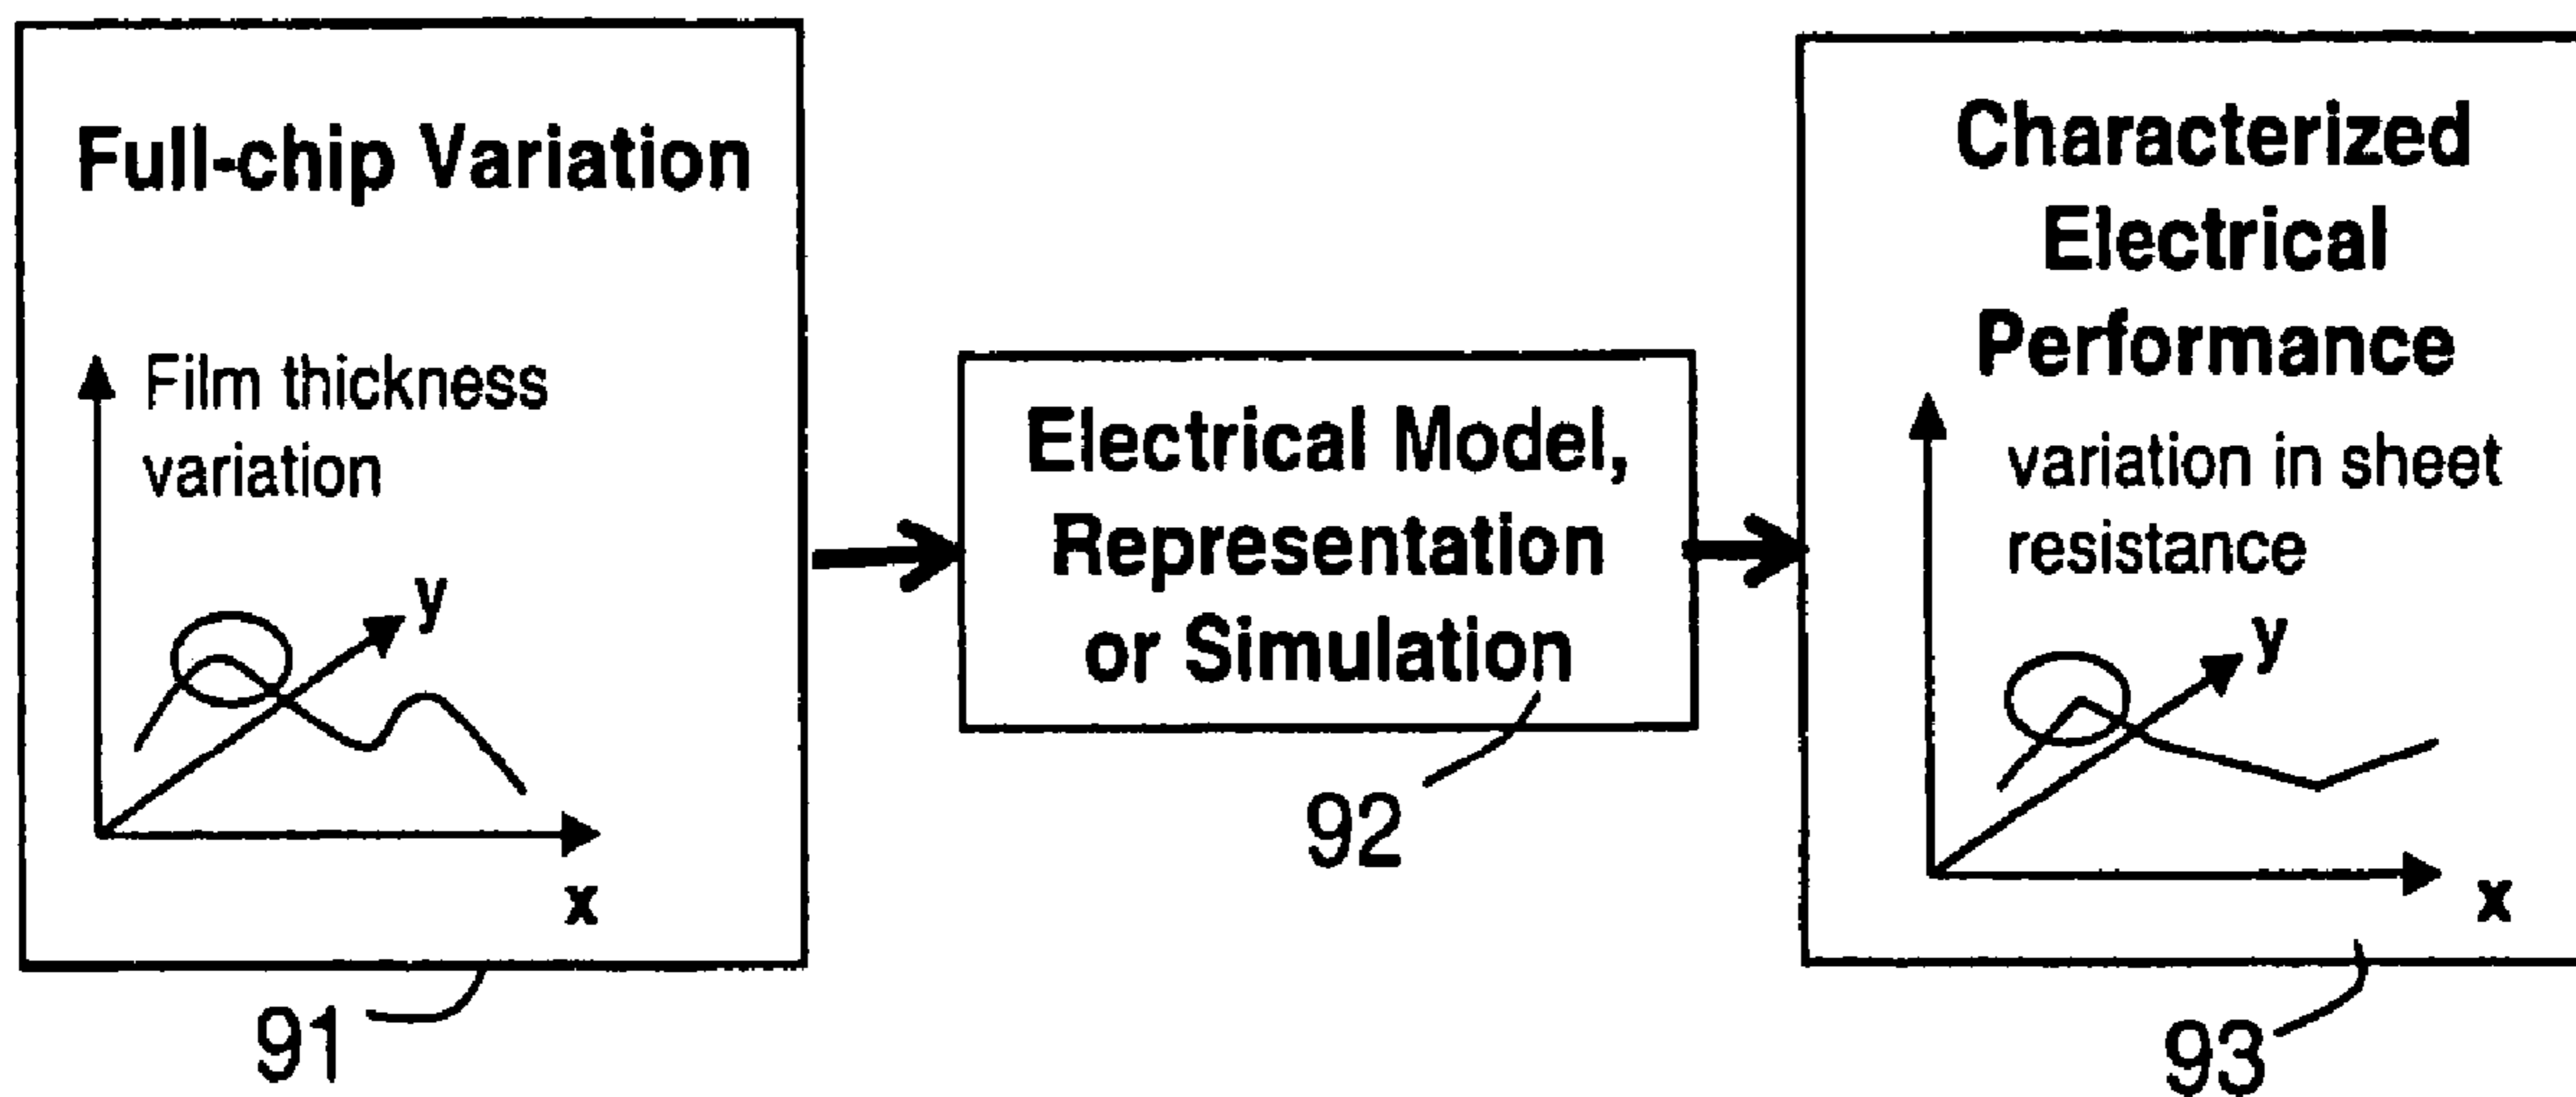 Full-chip Variation
Film thickness
variation
y
x
91
Electrical Model,
Representation
or Simulation
92
Characterized
Electrical
Performance
variation in sheet
resistance
y
x
93